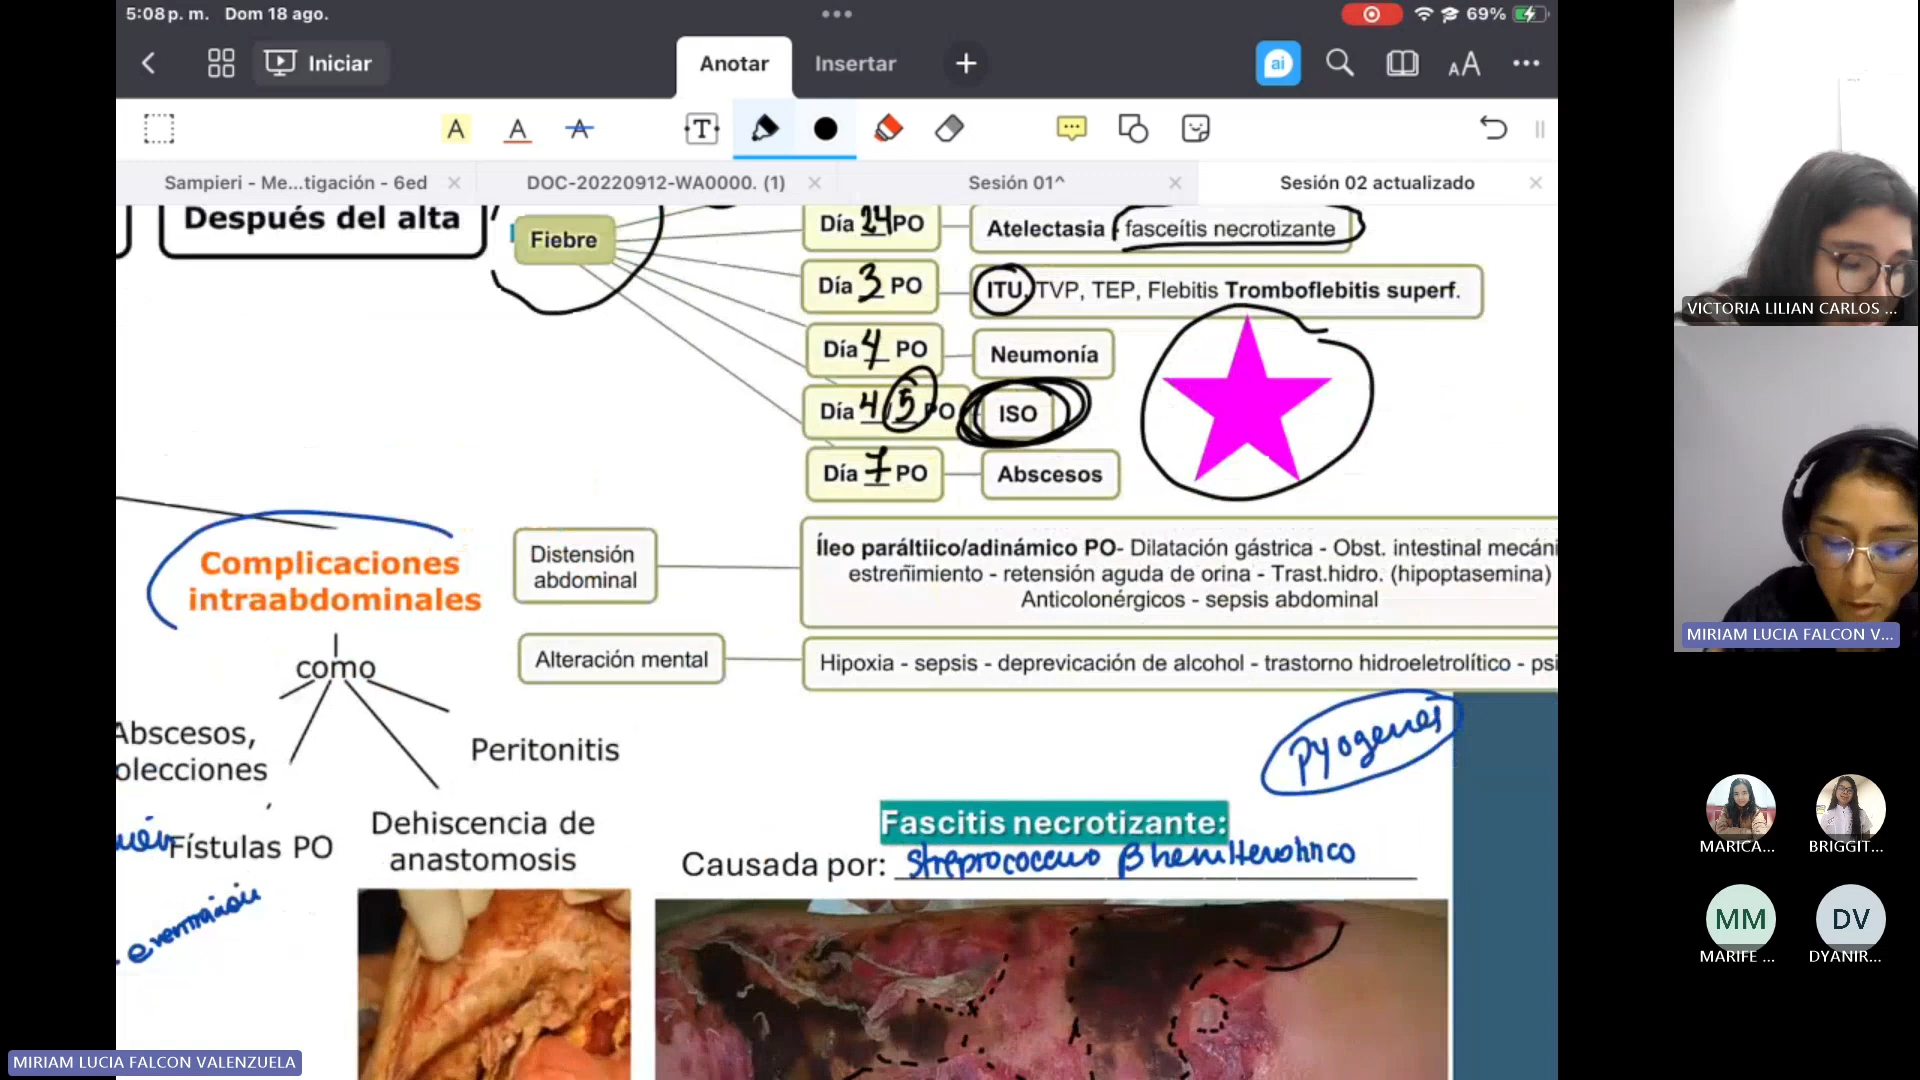 5:08 p. m. Dom 18 ago.
69%
Iniciar
Anotar
Insertar
ai
AA
A
A
A
T
Sampieri - Me...tigación - 6ed
DOC-20220912-WA0000. (1)
Sesión 01^
Sesión 02 actualizado
Después del alta
Fiebre
Día 24 PO
Atelectasia
fasceítis necrotizante
Día 3 PO
ITU, TVP, TEP, Flebitis Tromboflebitis superf.
Día 4 PO
Neumonía
Día 4/5 PO
ISO
Día 7 PO
Abscesos
Complicaciones
intraabdominales
como
Abscesos,
olecciones
Fístulas PO
Dehiscencia de
anastomosis
Peritonitis
Distensión
abdominal
Íleo paráltiico/adinámico PO- Dilatación gástrica - Obst. intestinal mecáni
estreñimiento - retensión aguda de orina - Trast.hidro. (hipoptasemina)
Anticolonérgicos - sepsis abdominal
Alteración mental
Hipoxia - sepsis - deprevicación de alcohol - trastorno hidroeletrolítico - psi
pyogenes
Fascitis necrotizante:
Causada por:
VICTORIA LILIAN CARLOS ...
MIRIAM LUCIA FALCON V...
MARICA...
BRIGGIT...
MM
MARIFE ...
DV
DYANIR...
MIRIAM LUCIA FALCON VALENZUELA